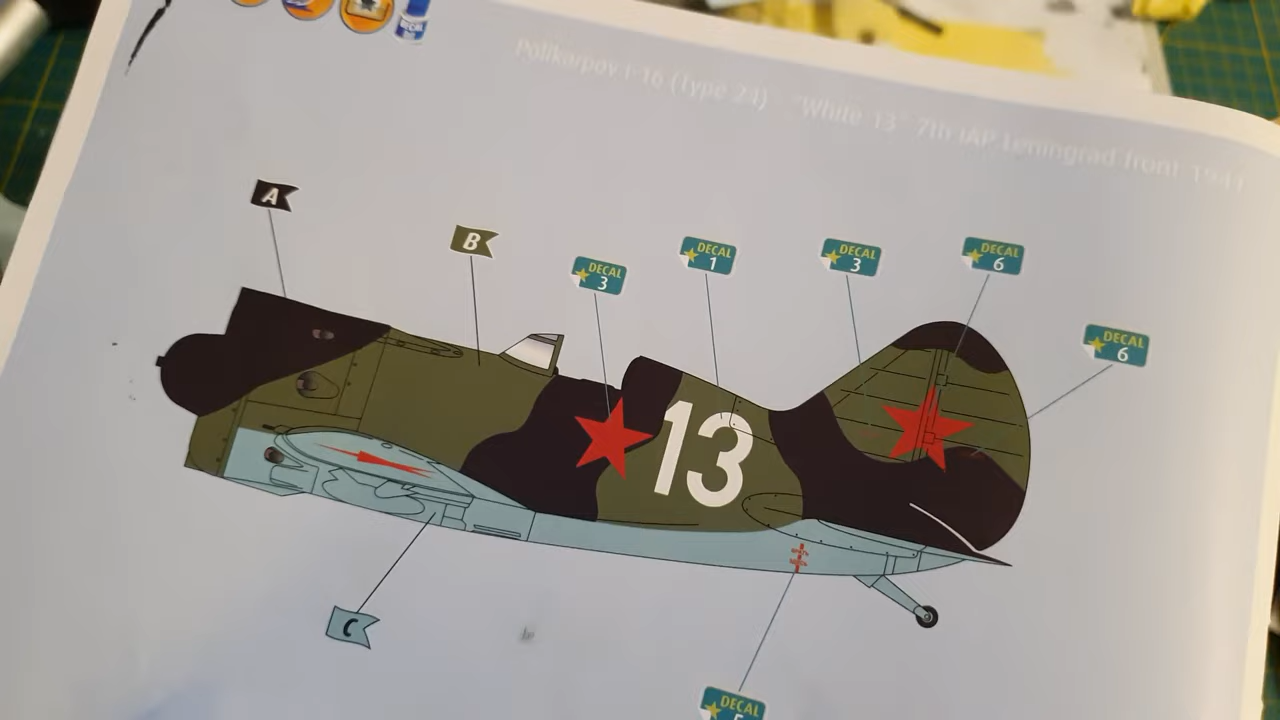 Polikarpov I-16 (Type 24) "White 13" 7th IAP Leningrad front 1941
A
B
DECAL
3
DECAL
1
DECAL
3
DECAL
6
DECAL
6
13
C
DECAL
5